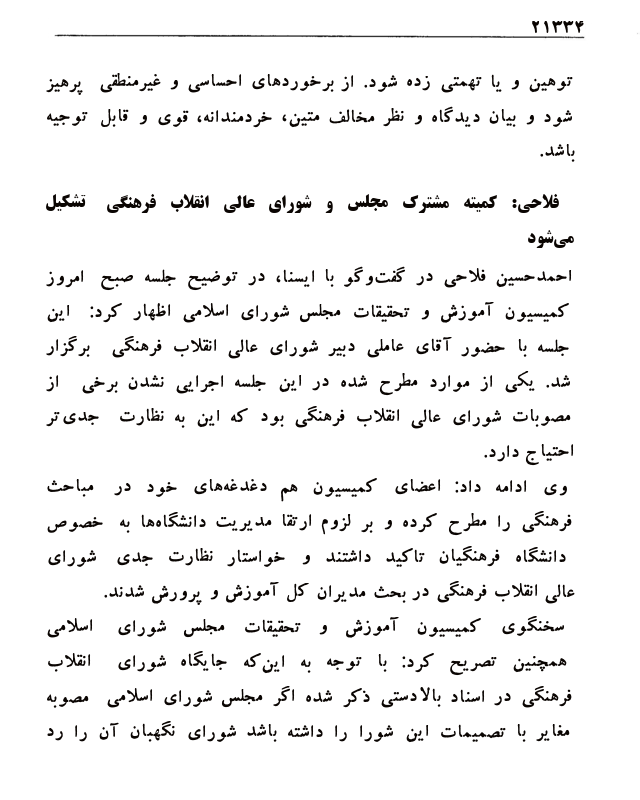 ۲۱۳۳۴
توهین و یا تهمتی زده شود. از برخوردهای احساسی و غیرمنطقی پرهیز
شود و بیان دیدگاه و نظر مخالف متین، خردمندانه، قوی و قابل توجیه
باشد.
فلاحی: کمیته مشترک مجلس و شورای عالی انقلاب فرهنگی تشکیل
می‌شود
احمدحسین فلاحی در گفت‌وگو با ایسنا، در توضیح جلسه صبح امروز
کمیسیون آموزش و تحقیقات مجلس شورای اسلامی اظهار کرد: این
جلسه با حضور آقای عاملی دبیر شورای عالی انقلاب فرهنگی برگزار
شد. یکی از موارد مطرح شده در این جلسه اجرایی نشدن برخی از
مصوبات شورای عالی انقلاب فرهنگی بود که این به نظارت جدی‌تر
احتیاج دارد.
وی ادامه داد: اعضای کمیسیون هم دغدغه‌های خود در مباحث
فرهنگی را مطرح کرده و بر لزوم ارتقا مدیریت دانشگاه‌ها به خصوص
دانشگاه فرهنگیان تاکید داشتند و خواستار نظارت جدی شورای
عالی انقلاب فرهنگی در بحث مدیران کل آموزش و پرورش شدند.
سخنگوی کمیسیون آموزش و تحقیقات مجلس شورای اسلامی
همچنین تصریح کرد: با توجه به این‌که جایگاه شورای انقلاب
فرهنگی در اسناد بالادستی ذکر شده اگر مجلس شورای اسلامی مصوبه
مغایر با تصمیمات این شورا را داشته باشد شورای نگهبان آن را رد